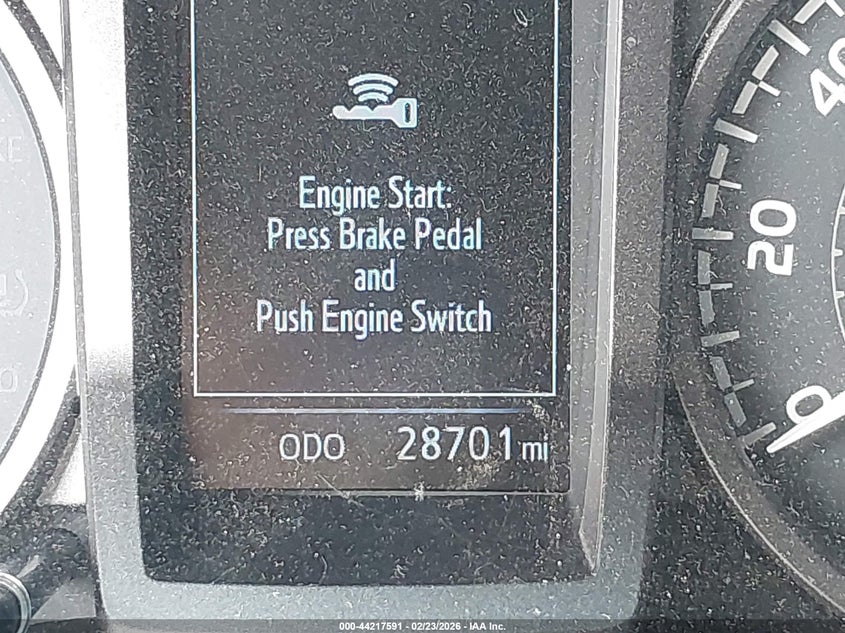 Engine Start:
Press Brake Pedal
and
Push Engine Switch
ODO 28701 mi
40
20
0
000-44217591 - 02/23/2026 - IAA Inc.